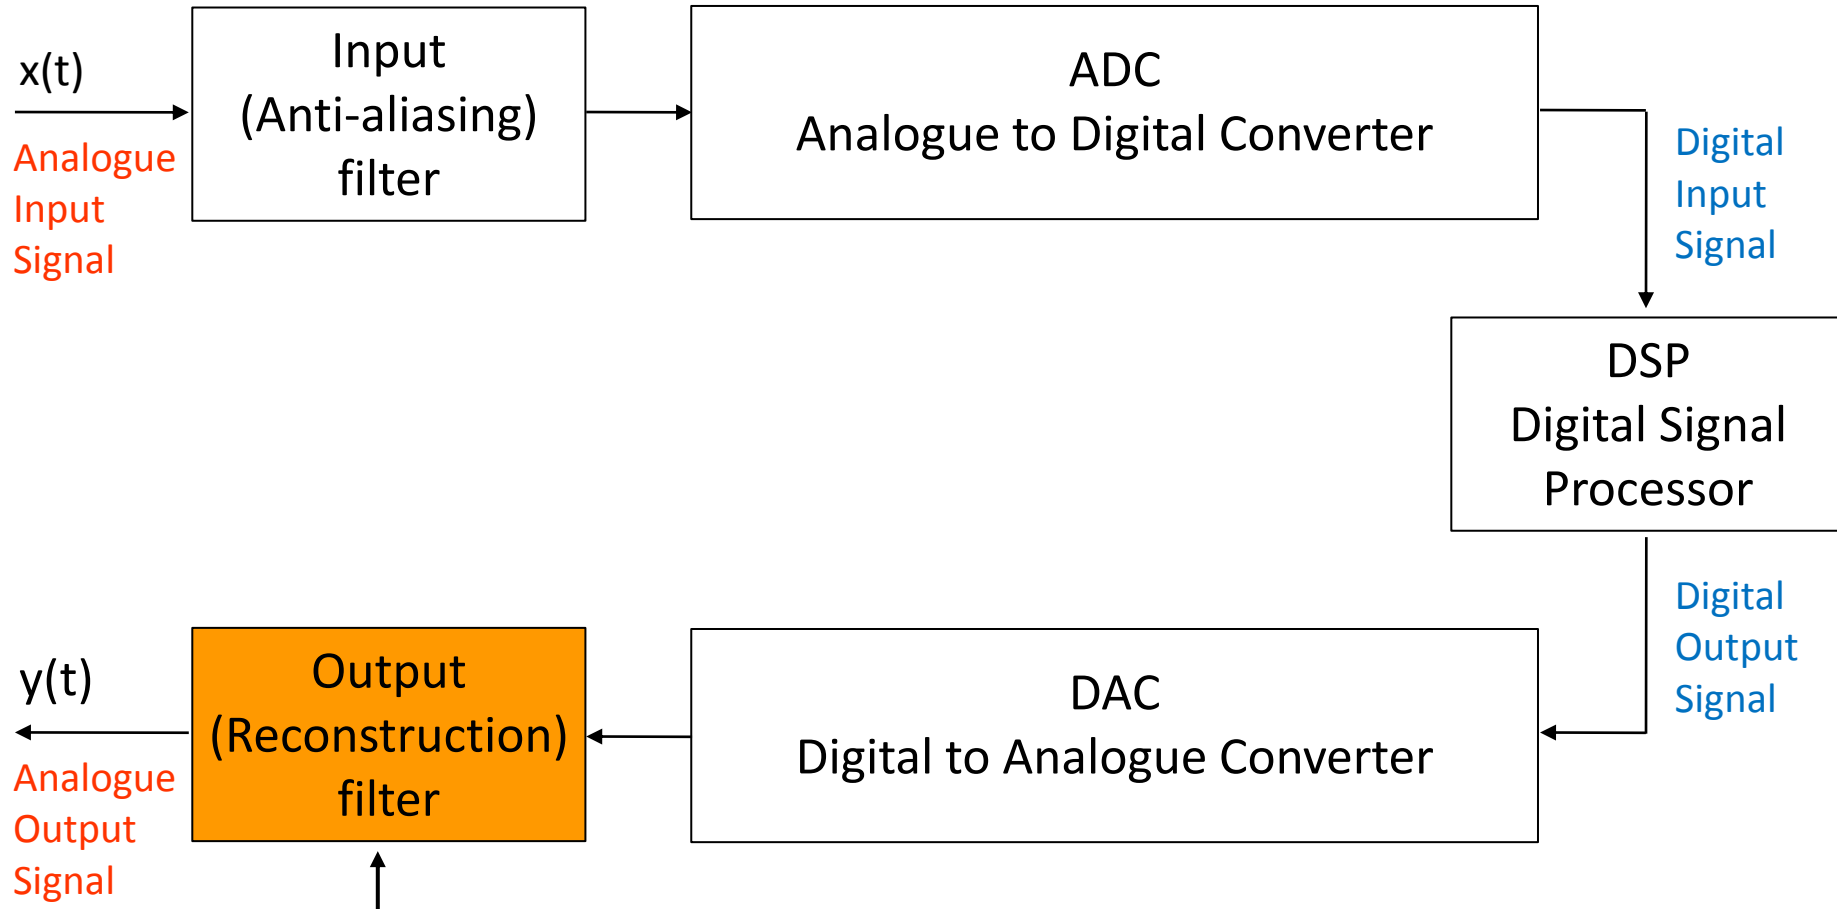 x(t)
Analogue
Input
Signal
Input
(Anti-aliasing)
filter
ADC
Analogue to Digital Converter
Digital
Input
Signal
DSP
Digital Signal
Processor
Digital
Output
Signal
DAC
Digital to Analogue Converter
Output
(Reconstruction)
filter
y(t)
Analogue
Output
Signal